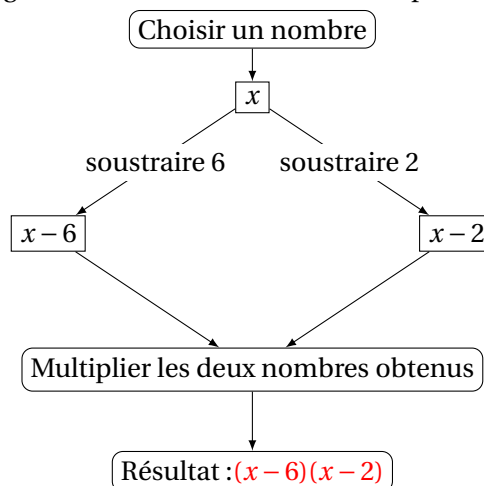 Choisir un nombre
x
soustraire 6 soustraire 2
x − 6 x − 2
Multiplier les deux nombres obtenus
Résultat :(x − 6)(x − 2)